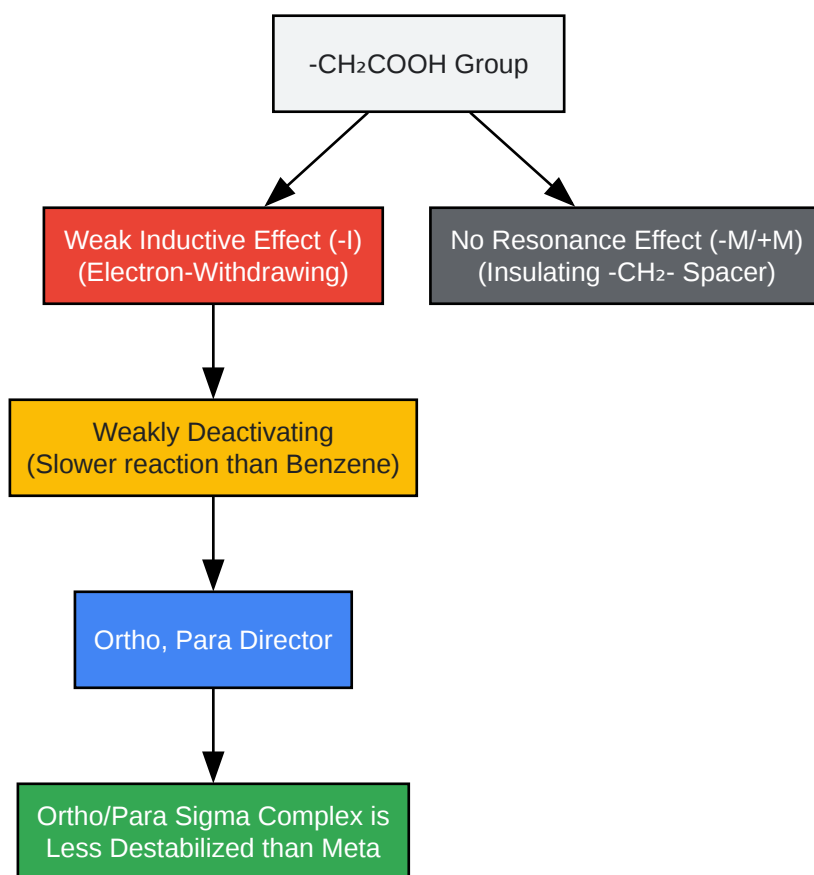 -CH₂COOH Group
Weak Inductive Effect (-I)
(Electron-Withdrawing)
No Resonance Effect (-M/+M)
(Insulating -CH₂- Spacer)
Weakly Deactivating
(Slower reaction than Benzene)
Ortho, Para Director
Ortho/Para Sigma Complex is
Less Destabilized than Meta